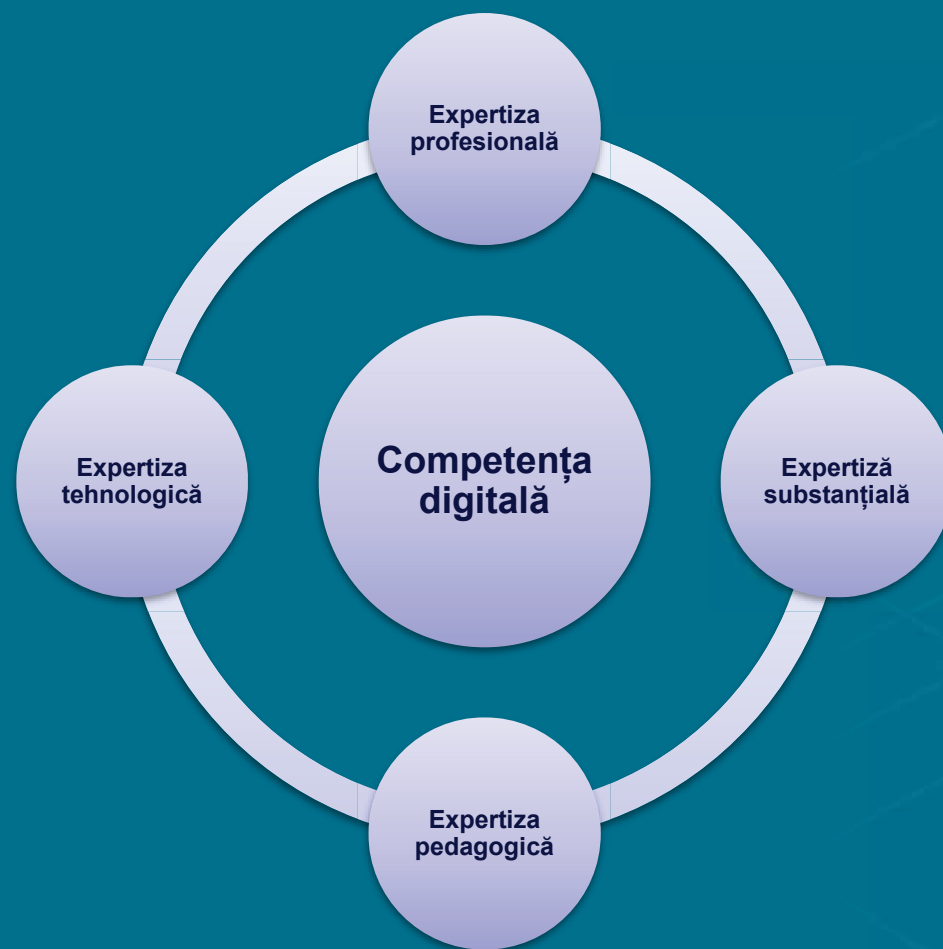 Expertiza
profesională
Expertiza
tehnologică
Competența
digitală
Expertiză
substanțială
Expertiza
pedagogică